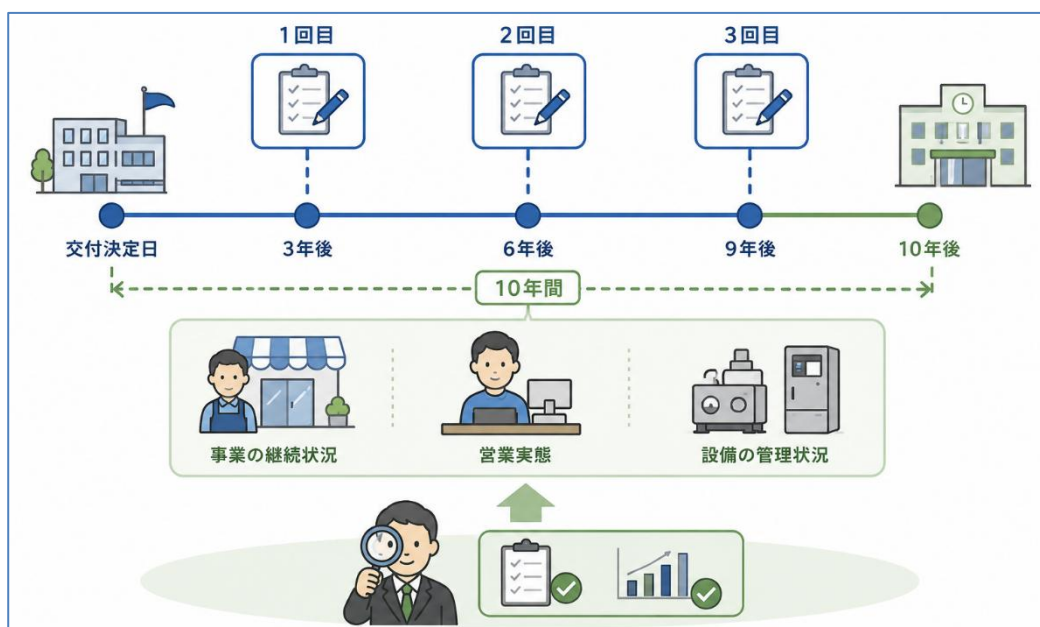 1回目
2回目
3回目
交付決定日
3年後
6年後
9年後
10年後
10年間
事業の継続状況
営業実態
設備の管理状況